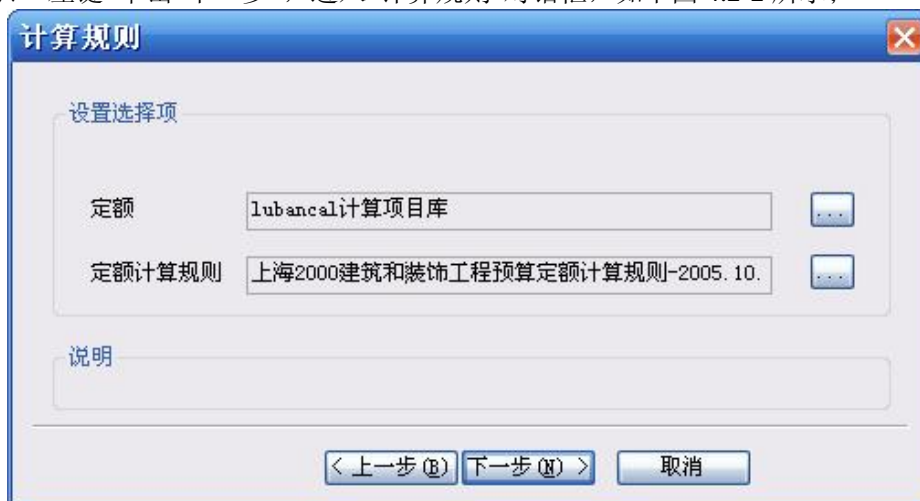 计算规则
设置选择项
定额
lubancal计算项目库
...
定额计算规则
上海2000建筑和装饰工程预算定额计算规则-2005.10.
...
说明
< 上一步(B) 下一步(N) > 取消